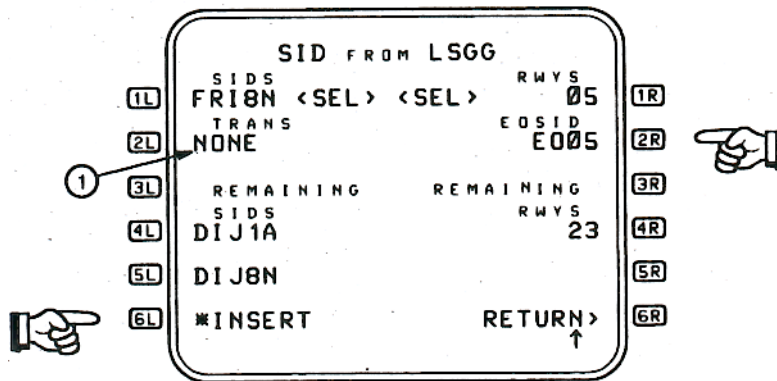 SID FROM LSGG
SIDS RWYS
1L FRI8N <SEL> <SEL> 05 1R
TRANS EOSID
2L NONE EO05 2R
1
3L REMAINING REMAINING 3R
SIDS RWYS
4L DIJ1A 23 4R
5L DIJ8N 5R
6L *INSERT RETURN> 6R
↑